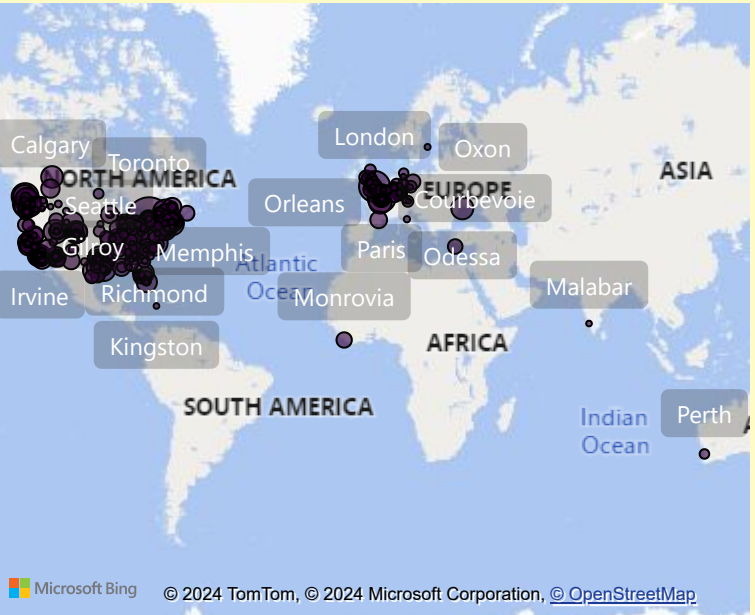 London
Calgary
Oxon
Toronto
ASIA
ORTH AMERICA
EUROPE
Courbevoie
Orleans
Seattle
Gilroy
Memphis
Paris
Odessa
Atlantic
Ocean
Malabar
Irvine
Richmond
Monrovia
Kingston
AFRICA
SOUTH AMERICA
Indian
Ocean
Perth
A
Microsoft Bing
© 2024 TomTom, © 2024 Microsoft Corporation, © OpenStreetMap